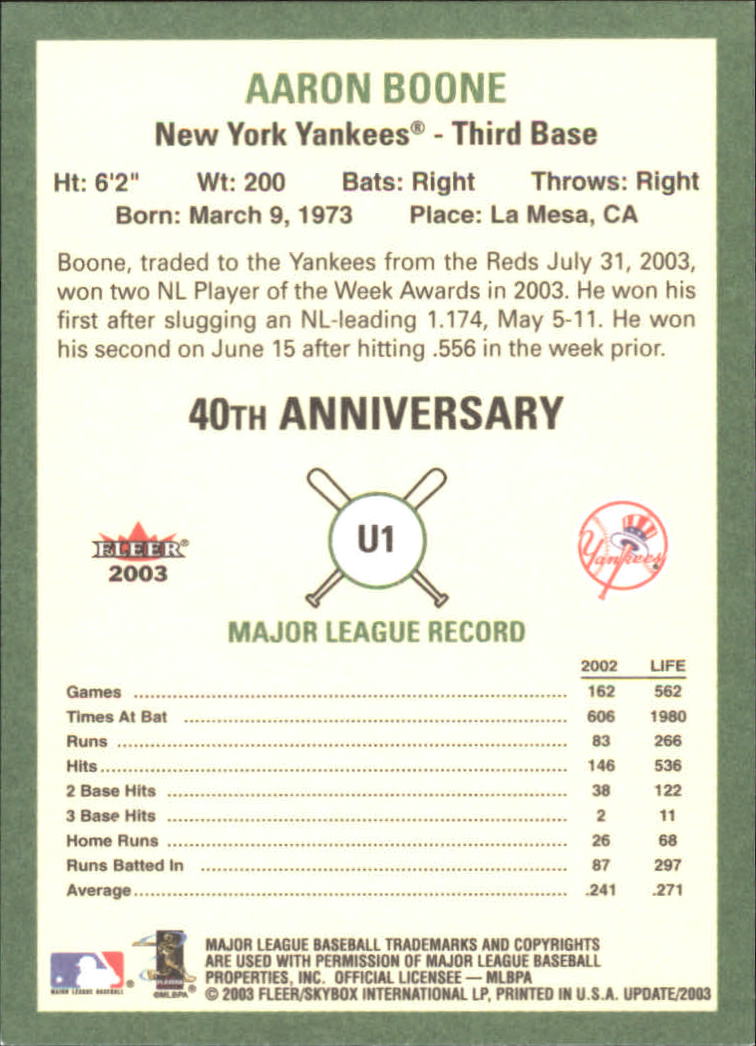 AARON BOONE
New York Yankees® - Third Base
Ht: 6'2" Wt: 200 Bats: Right Throws: Right
Born: March 9, 1973 Place: La Mesa, CA
Boone, traded to the Yankees from the Reds July 31, 2003,
won two NL Player of the Week Awards in 2003. He won his
first after slugging an NL-leading 1.174, May 5-11. He won
his second on June 15 after hitting .556 in the week prior.
40TH ANNIVERSARY
U1
FLEER®
2003
Yankees
MAJOR LEAGUE RECORD
2002 LIFE
Games 162 562
Times At Bat 606 1980
Runs 83 266
Hits 146 536
2 Base Hits 38 122
3 Base Hits 2 11
Home Runs 26 68
Runs Batted In 87 297
Average .241 .271
MAJOR LEAGUE BASEBALL®
PLAYERS
©MLBPA®
MAJOR LEAGUE BASEBALL TRADEMARKS AND COPYRIGHTS
ARE USED WITH PERMISSION OF MAJOR LEAGUE BASEBALL
PROPERTIES, INC. OFFICIAL LICENSEE — MLBPA
© 2003 FLEER/SKYBOX INTERNATIONAL LP, PRINTED IN U.S.A. UPDATE/2003